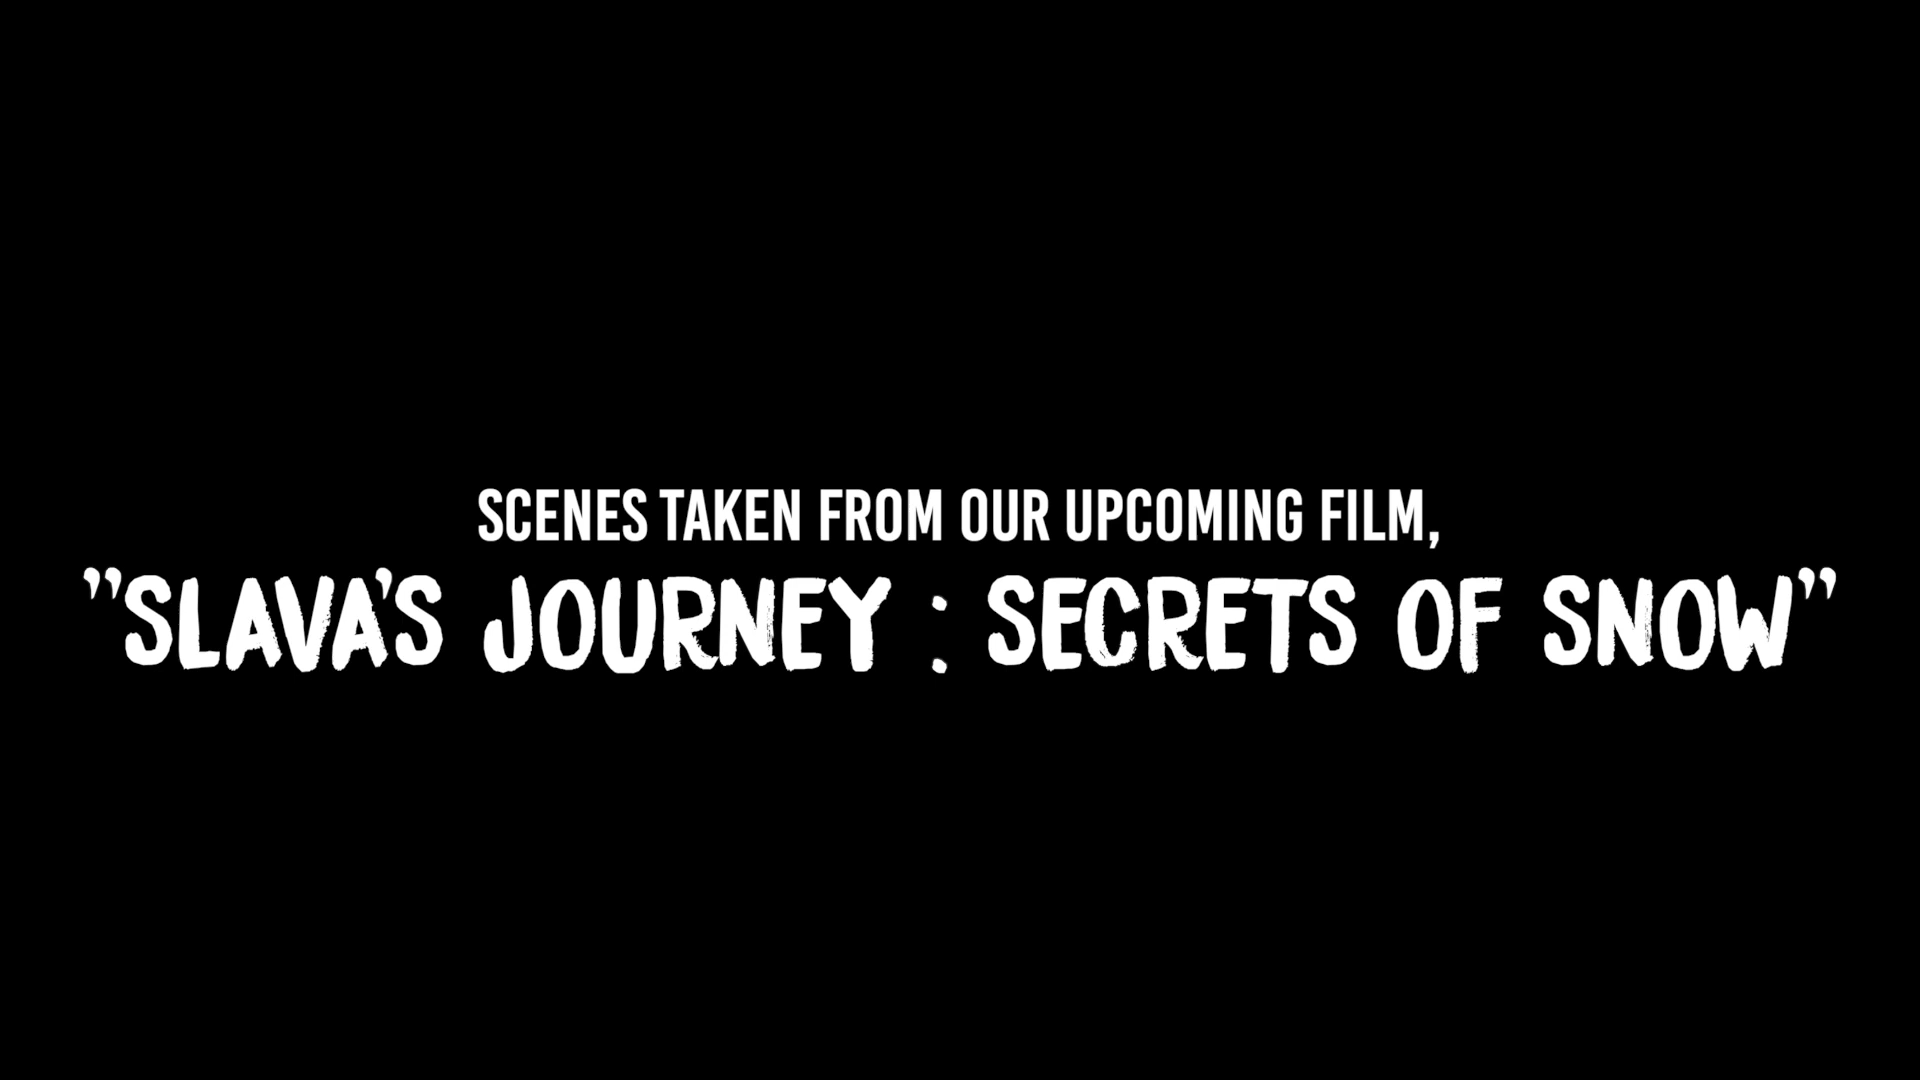 SCENES TAKEN FROM OUR UPCOMING FILM,
”SLAVA’S JOURNEY : SECRETS OF SNOW”